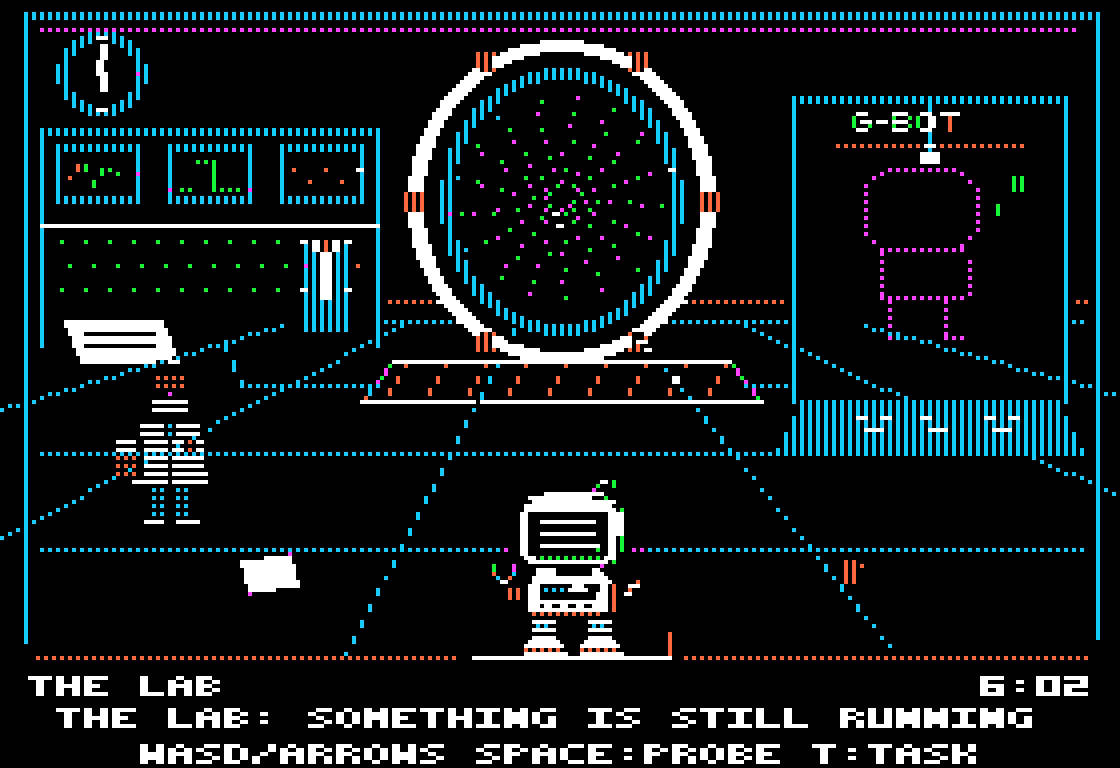 G-BOT
THE LAB 6:02
THE LAB: SOMETHING IS STILL RUNNING
WASD/ARROWS SPACE:PROBE T:TASK